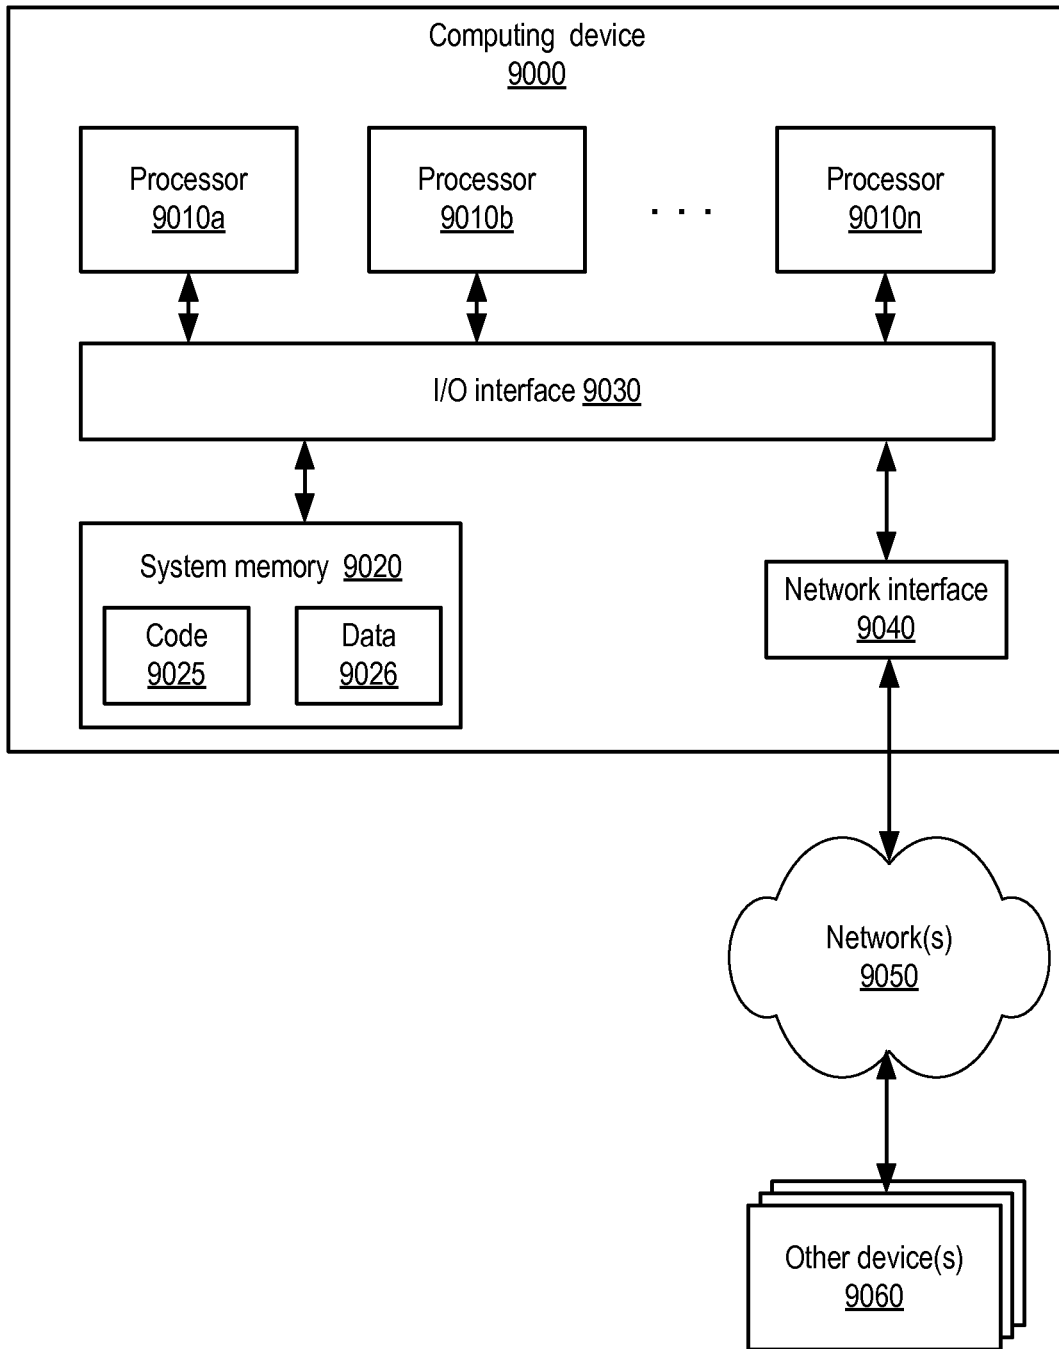 Computing device
9000
Processor
9010a
Processor
9010b
. . .
Processor
9010n
I/O interface 9030
System memory 9020
Code
9025
Data
9026
Network interface
9040
Network(s)
9050
Other device(s)
9060